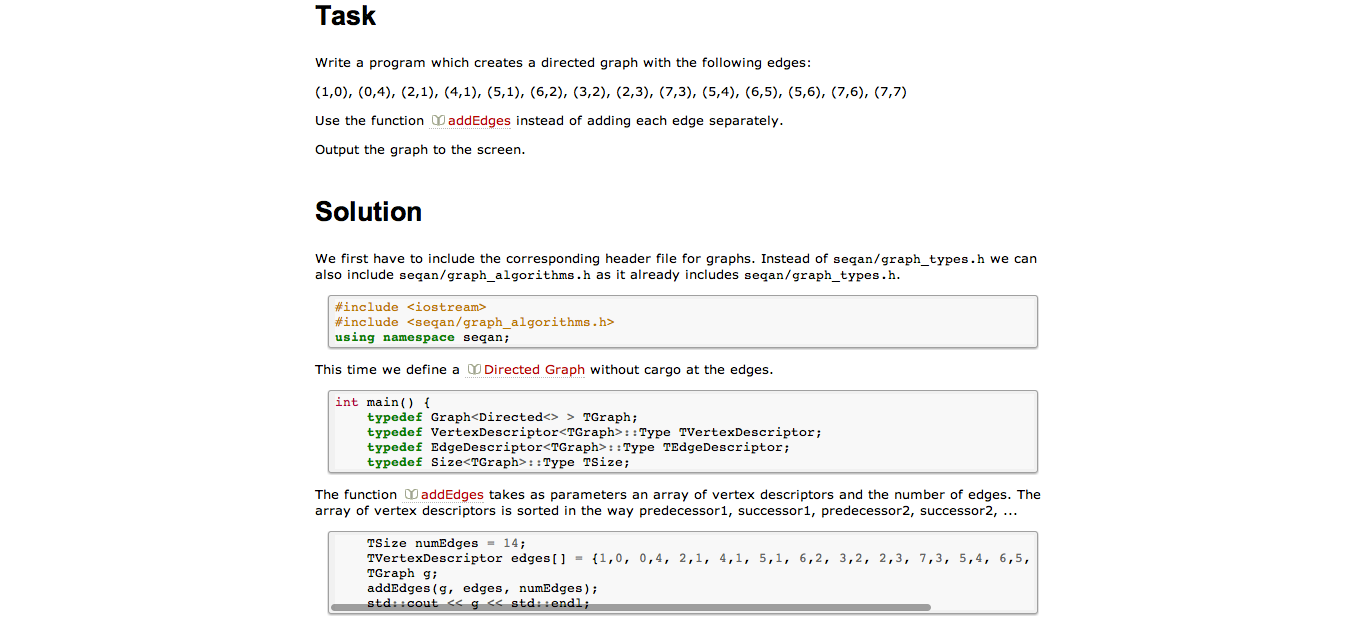 Task
Write a program which creates a directed graph with the following edges:
(1,0), (0,4), (2,1), (4,1), (5,1), (6,2), (3,2), (2,3), (7,3), (5,4), (6,5), (5,6), (7,6), (7,7)
Use the function addEdges instead of adding each edge separately.
Output the graph to the screen.
Solution
We first have to include the corresponding header file for graphs. Instead of seqan/graph_types.h we can
also include seqan/graph_algorithms.h as it already includes seqan/graph_types.h.
#include <iostream>
#include <seqan/graph_algorithms.h>
using namespace seqan;
This time we define a Directed Graph without cargo at the edges.
int main() {
    typedef Graph<Directed<> > TGraph;
    typedef VertexDescriptor<TGraph>::Type TVertexDescriptor;
    typedef EdgeDescriptor<TGraph>::Type TEdgeDescriptor;
    typedef Size<TGraph>::Type TSize;
The function addEdges takes as parameters an array of vertex descriptors and the number of edges. The
array of vertex descriptors is sorted in the way predecessor1, successor1, predecessor2, successor2, ...
    TSize numEdges = 14;
    TVertexDescriptor edges[] = {1,0, 0,4, 2,1, 4,1, 5,1, 6,2, 3,2, 2,3, 7,3, 5,4, 6,5,
    TGraph g;
    addEdges(g, edges, numEdges);
    std::cout << g << std::endl;